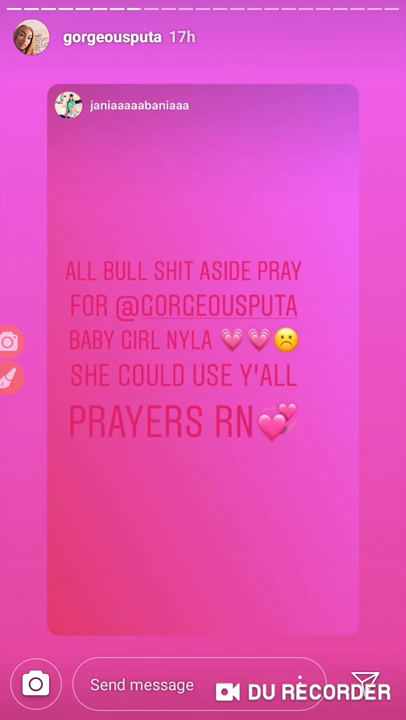 gorgeousputa 17h
janiaaaaabaniaaa
ALL BULL SHIT ASIDE PRAY
FOR @GORGEOUSPUTA
BABY GIRL NYLA 💗💗☹️
SHE COULD USE Y'ALL
PRAYERS RN💞
Send message
DU RECORDER